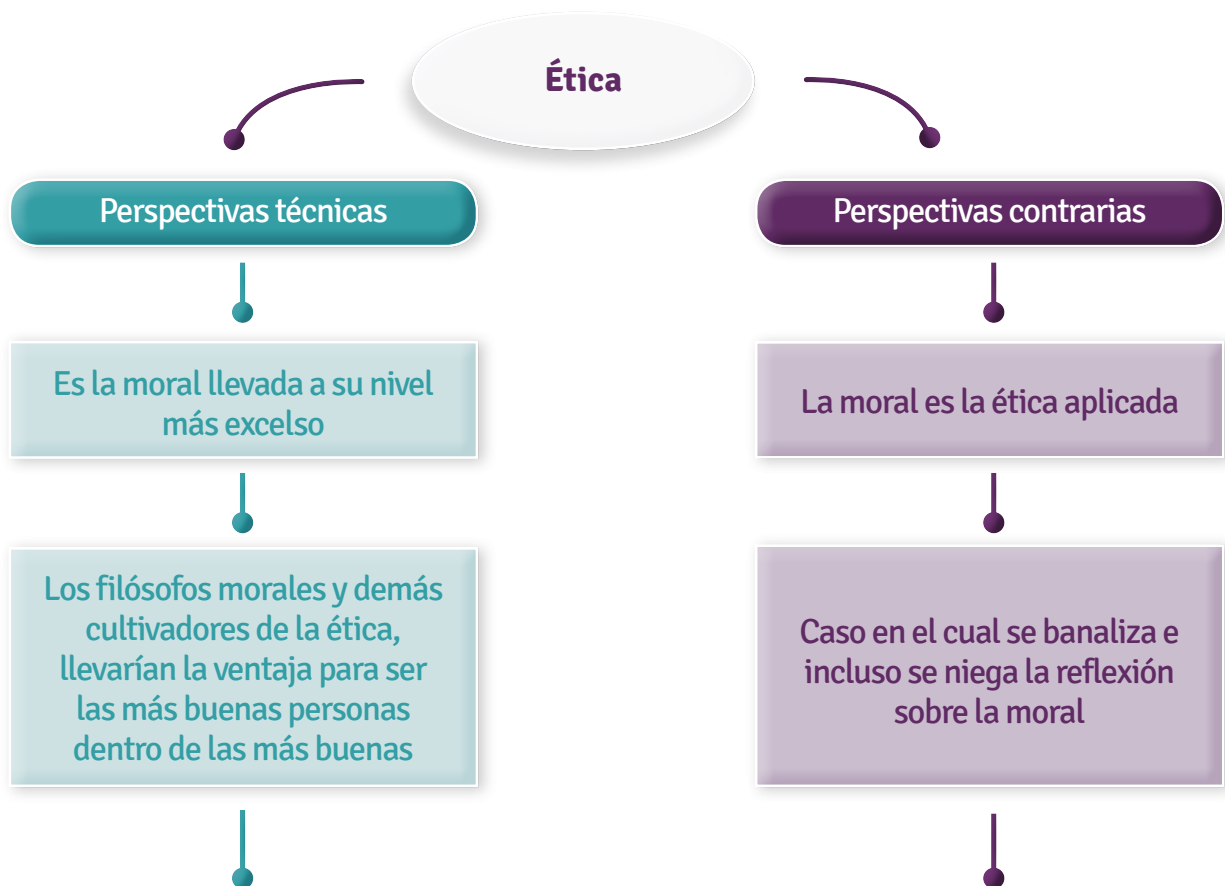 Ética
Perspectivas técnicas
Es la moral llevada a su nivel
más excelso
Los filósofos morales y demás
cultivadores de la ética,
llevarían la ventaja para ser
las más buenas personas
dentro de las más buenas
Perspectivas contrarias
La moral es la ética aplicada
Caso en el cual se banaliza e
incluso se niega la reflexión
sobre la moral